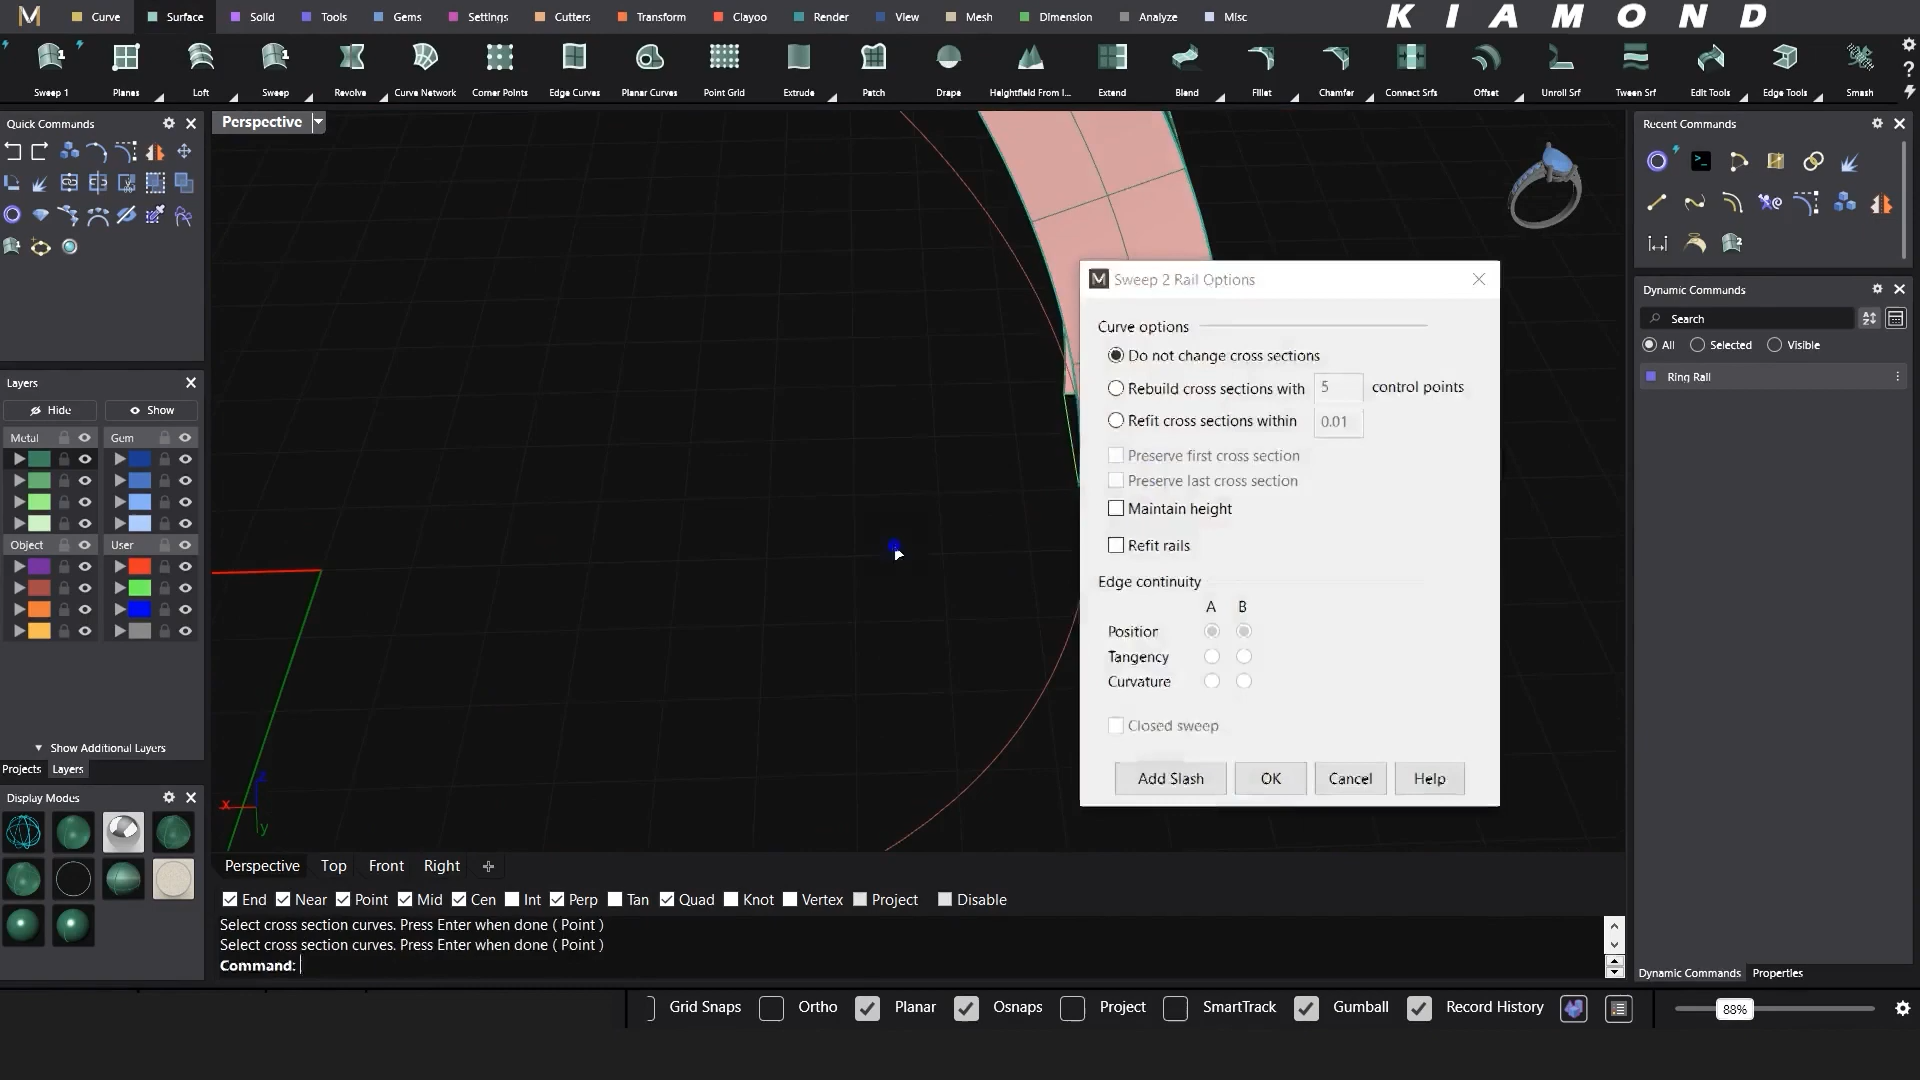 Curve Surface Solid Tools Gems Settings Cutters Transform Clayoo Render View Mesh Dimension Analyze Misc
K I A M O N D
Sweep 1 Planes Loft Sweep Revolve Curve Network Corner Points Edge Curves Planar Curves Point Grid Extrude Patch Drape Heightfield From I... Extend Blend Fillet Chamfer Connect Srfs Offset Unroll Srf Tween Srf Edit Tools Edge Tools Smash
Quick Commands
Layers
Hide Show
Metal Gem
Object User
Show Additional Layers
Projects Layers
Display Modes
Perspective
x
z
y
Sweep 2 Rail Options
Curve options
Do not change cross sections
Rebuild cross sections with 5 control points
Refit cross sections within 0.01
Preserve first cross section
Preserve last cross section
Maintain height
Refit rails
Edge continuity
A B
Position
Tangency
Curvature
Closed sweep
Add Slash OK Cancel Help
Recent Commands
Dynamic Commands
Search
All Selected Visible
Ring Rail
Dynamic Commands Properties
Perspective Top Front Right
End Near Point Mid Cen Int Perp Tan Quad Knot Vertex Project Disable
Select cross section curves. Press Enter when done ( Point )
Select cross section curves. Press Enter when done ( Point )
Command:
Grid Snaps Ortho Planar Osnaps Project SmartTrack Gumball Record History 88%